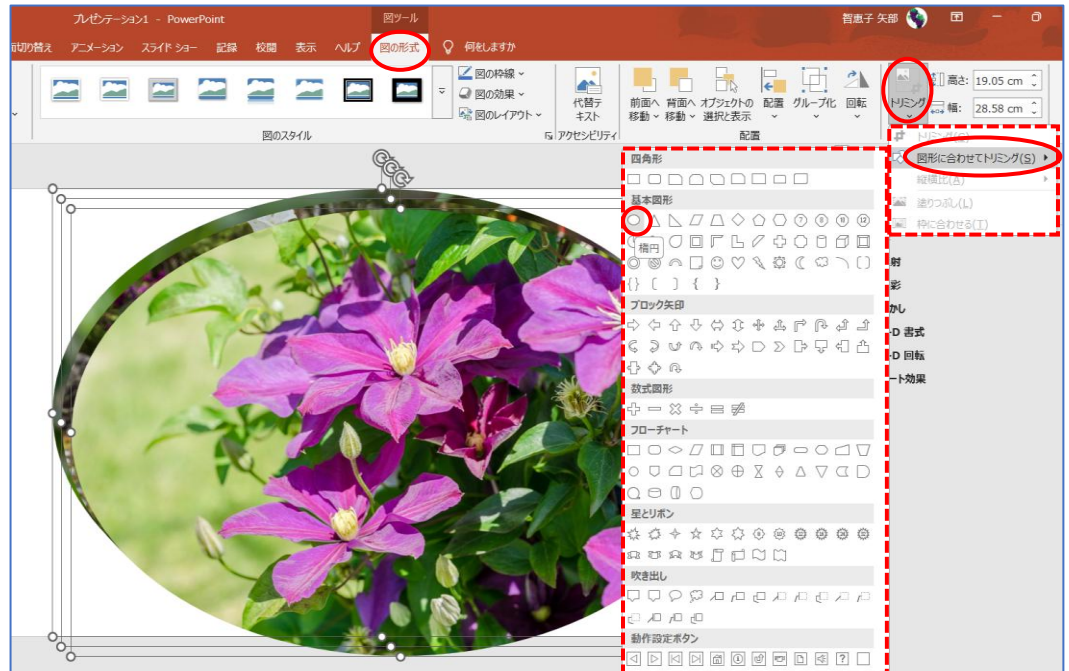 プレゼンテーション1 - PowerPoint
図ツール
智恵子 矢部
面切り替え アニメーション スライド ショー 記録 校閲 表示 ヘルプ 図の形式 何をしますか
図の枠線
図の効果
図のレイアウト
代替テキスト
前面へ移動
背面へ移動
オブジェクトの選択と表示
配置
グループ化
回転
トリミング
高さ: 19.05 cm
幅: 28.58 cm
図のスタイル
アクセシビリティ
配置
トリミング(C)
図形に合わせてトリミング(S)
縦横比(A)
塗りつぶし(L)
枠に合わせる(T)
四角形
基本図形
楕円
ブロック矢印
数式図形
フローチャート
星とリボン
吹き出し
動作設定ボタン
射
影
かし
-D 書式
-D 回転
ート効果